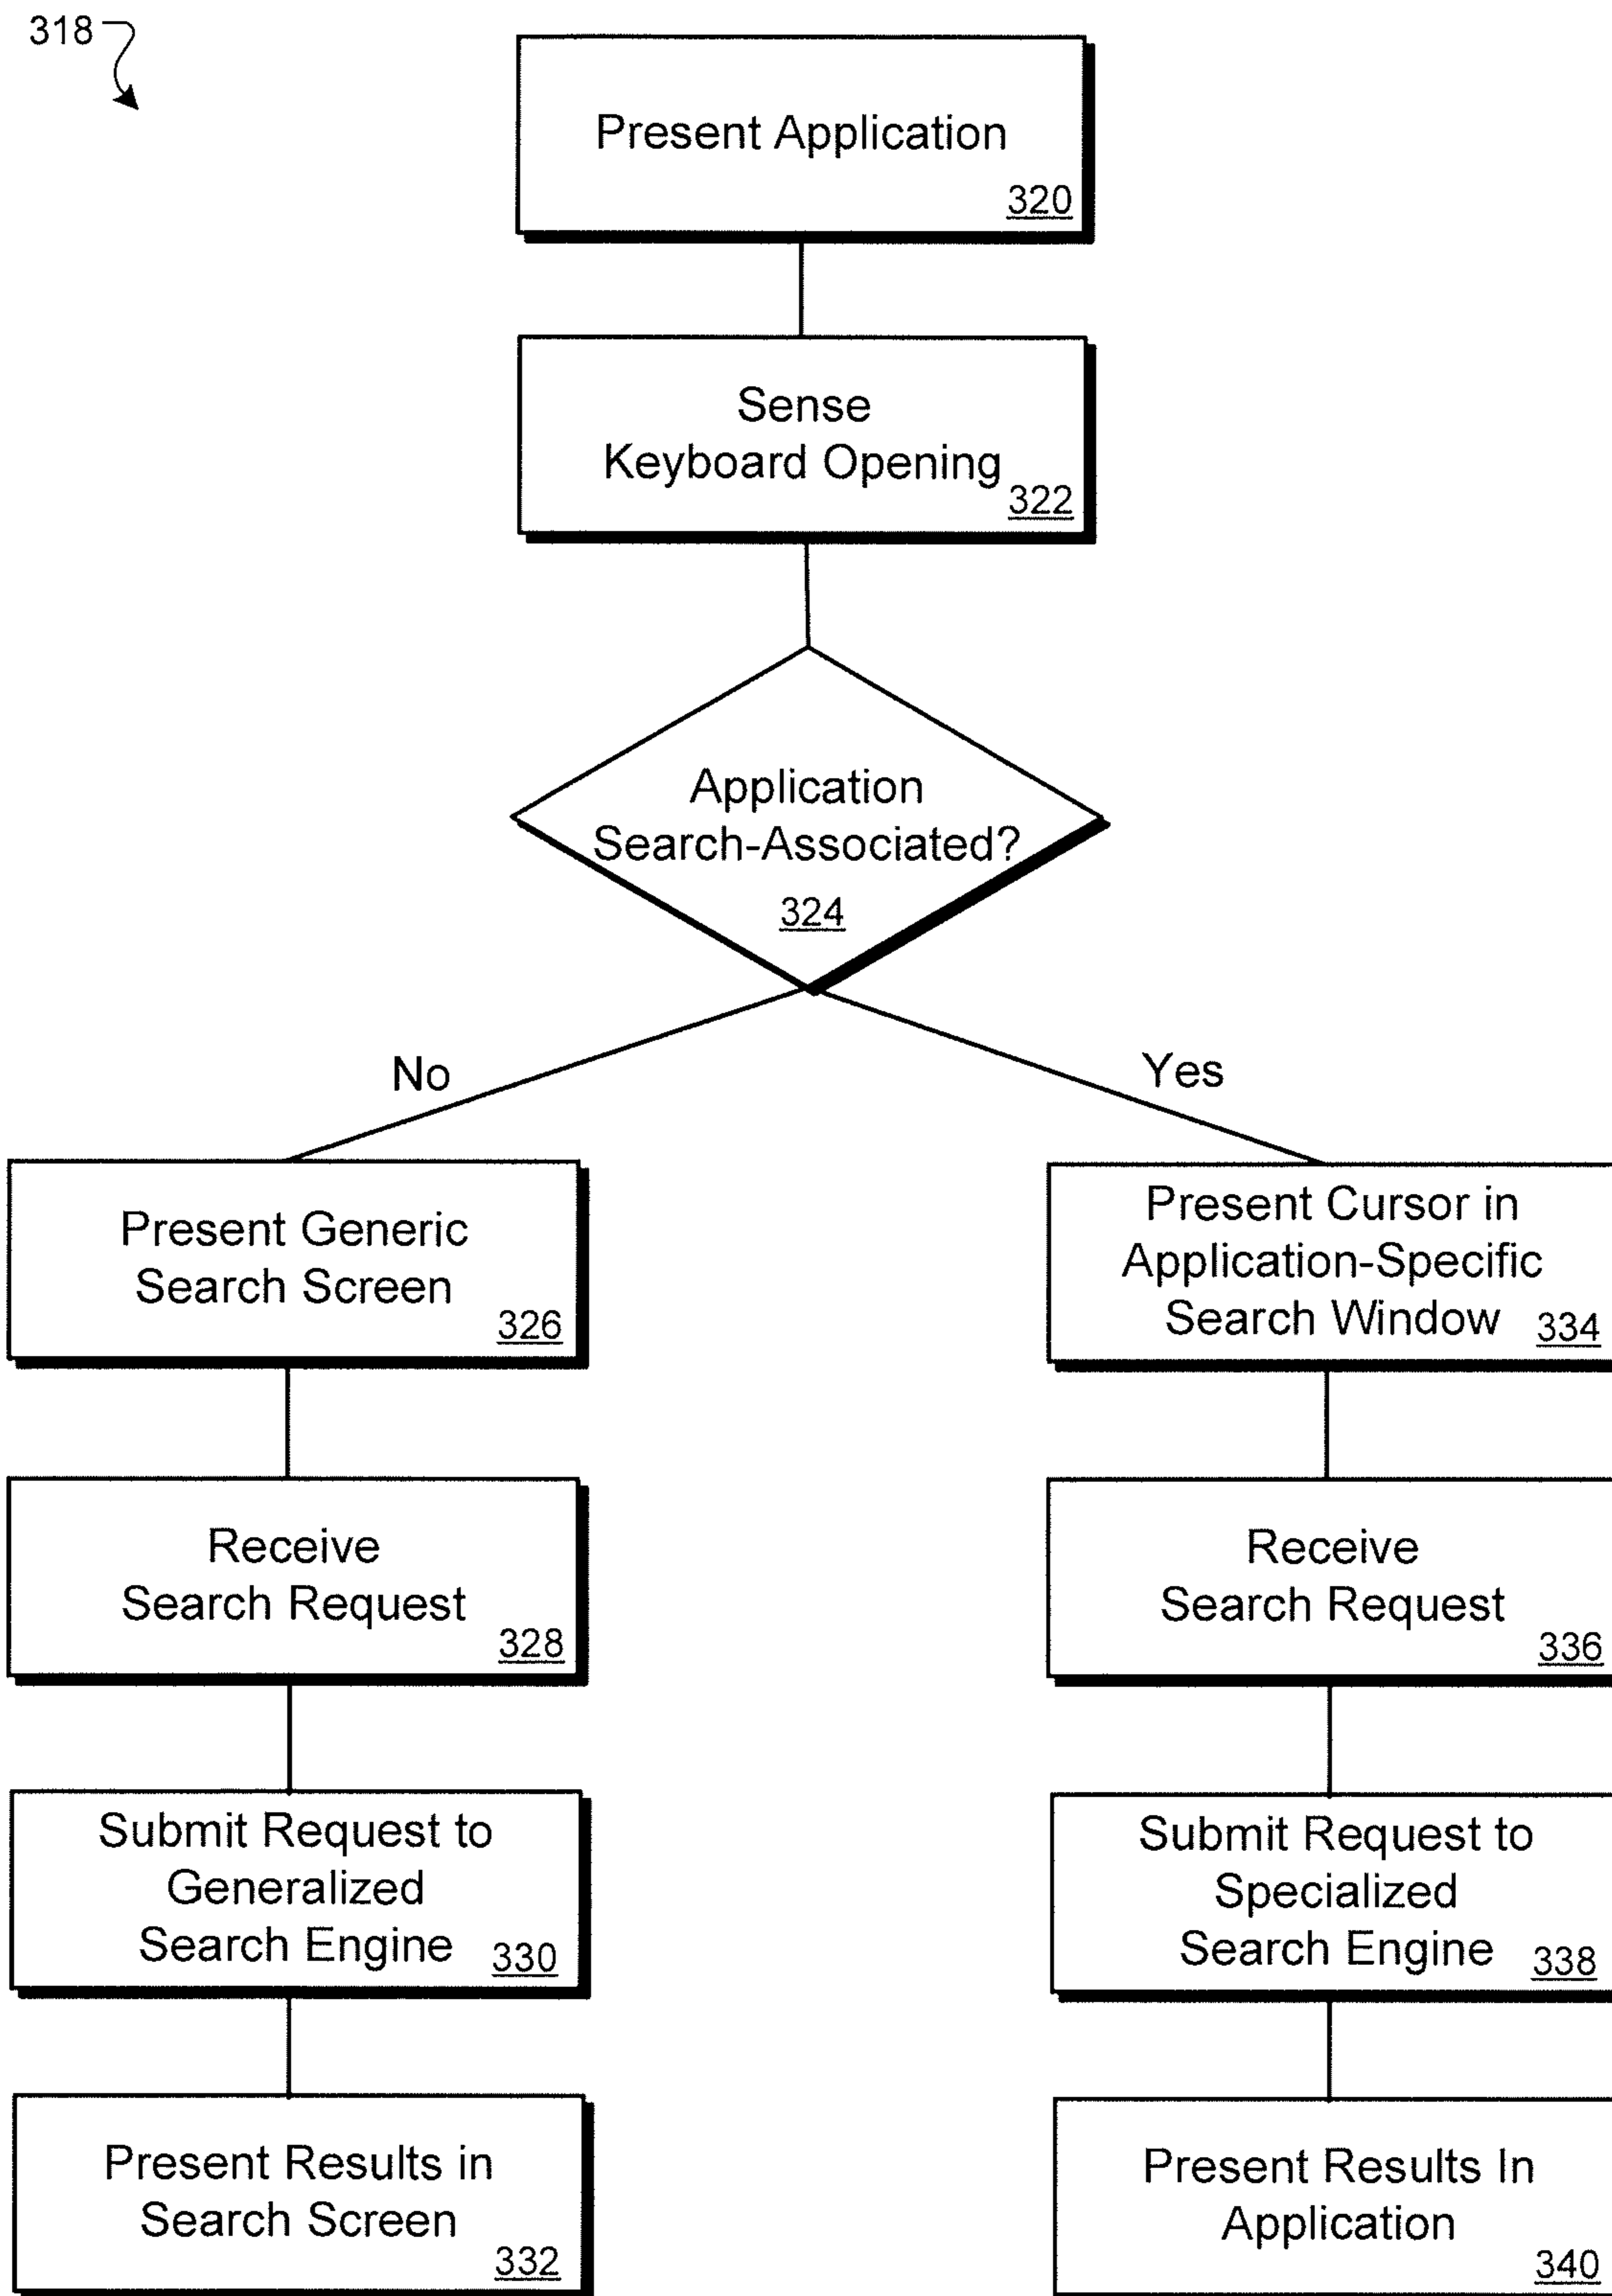 318
Present Application
320
Sense
Keyboard Opening
322
Application
Search-Associated?
324
No
Yes
Present Generic
Search Screen
326
Receive
Search Request
328
Submit Request to
Generalized
Search Engine
330
Present Results in
Search Screen
332
Present Cursor in
Application-Specific
Search Window
334
Receive
Search Request
336
Submit Request to
Specialized
Search Engine
338
Present Results In
Application
340